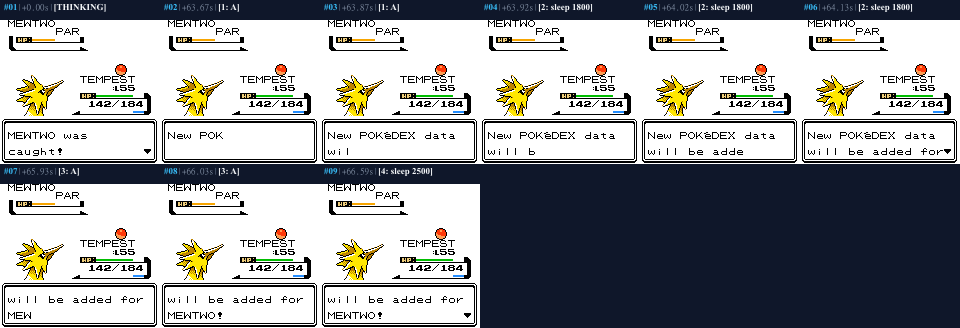 #01 | +0.00s | [THINKING]
MEWTWO
PAR
HP:
TEMPEST
:L55
HP:
142/184
MEWTWO was
caught!
#02 | +63.67s | [1: A]
MEWTWO
PAR
HP:
TEMPEST
:L55
HP:
142/184
New POK
#03 | +63.87s | [1: A]
MEWTWO
PAR
HP:
TEMPEST
:L55
HP:
142/184
New POKéDEX data
wil
#04 | +63.92s | [2: sleep 1800]
MEWTWO
PAR
HP:
TEMPEST
:L55
HP:
142/184
New POKéDEX data
will b
#05 | +64.02s | [2: sleep 1800]
MEWTWO
PAR
HP:
TEMPEST
:L55
HP:
142/184
New POKéDEX data
will be adde
#06 | +64.13s | [2: sleep 1800]
MEWTWO
PAR
HP:
TEMPEST
:L55
HP:
142/184
New POKéDEX data
will be added for
#07 | +65.93s | [3: A]
MEWTWO
PAR
HP:
TEMPEST
:L55
HP:
142/184
will be added for
MEW
#08 | +66.03s | [3: A]
MEWTWO
PAR
HP:
TEMPEST
:L55
HP:
142/184
will be added for
MEWTWO!
#09 | +66.59s | [4: sleep 2500]
MEWTWO
PAR
HP:
TEMPEST
:L55
HP:
142/184
will be added for
MEWTWO!